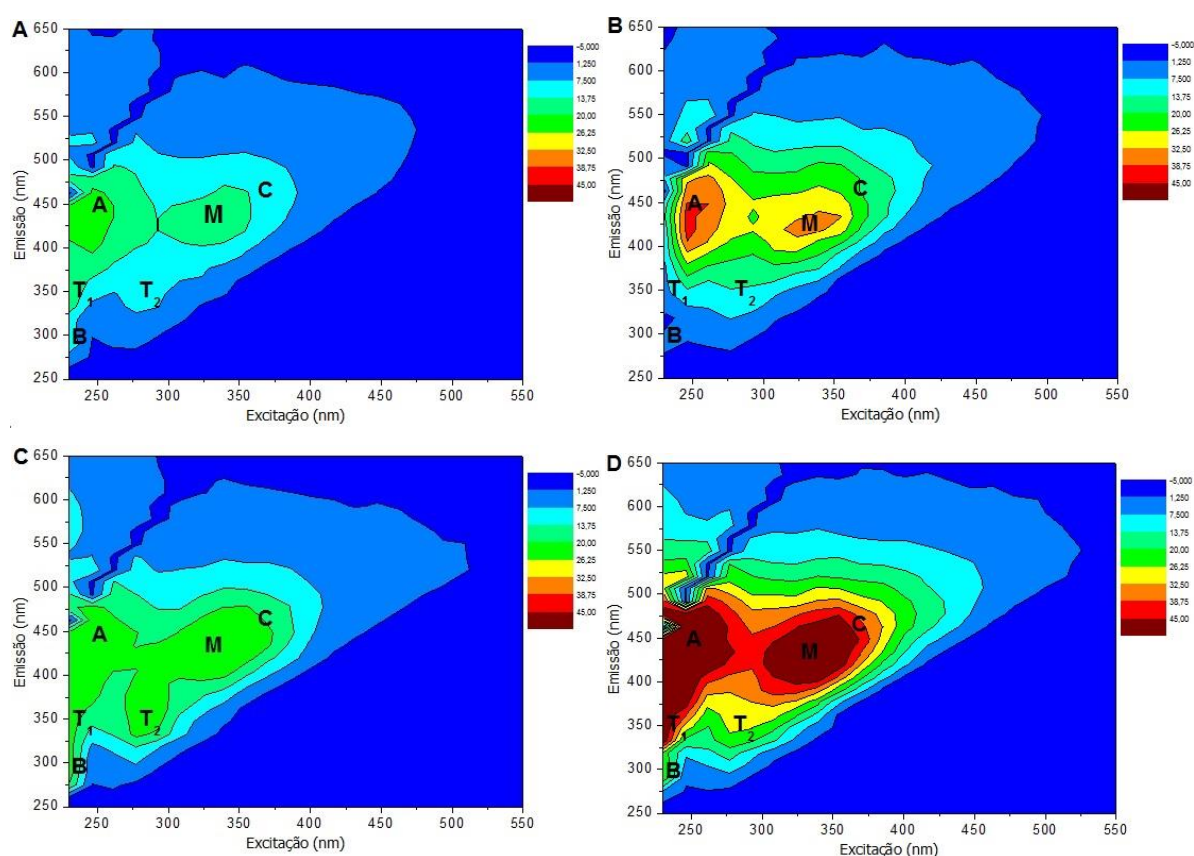 A
650
600
550
500
450
400
350
300
250
Emissão (nm)
250 300 350 400 450 500 550
Excitação (nm)
A
M
C
T1
T2
B
-5,000
1,250
7,500
13,75
20,00
26,25
32,50
38,75
45,00
B
650
600
550
500
450
400
350
300
250
Emissão (nm)
250 300 350 400 450 500 550
Excitação (nm)
A
M
C
T1
T2
B
-5,000
1,250
7,500
13,75
20,00
26,25
32,50
38,75
45,00
C
650
600
550
500
450
400
350
300
250
Emissão (nm)
250 300 350 400 450 500 550
Excitação (nm)
A
M
C
T1
T2
B
-5,000
1,250
7,500
13,75
20,00
26,25
32,50
38,75
45,00
D
650
600
550
500
450
400
350
300
250
Emissão (nm)
250 300 350 400 450 500 550
Excitação (nm)
A
M
C
T1
T2
B
-5,000
1,250
7,500
13,75
20,00
26,25
32,50
38,75
45,00